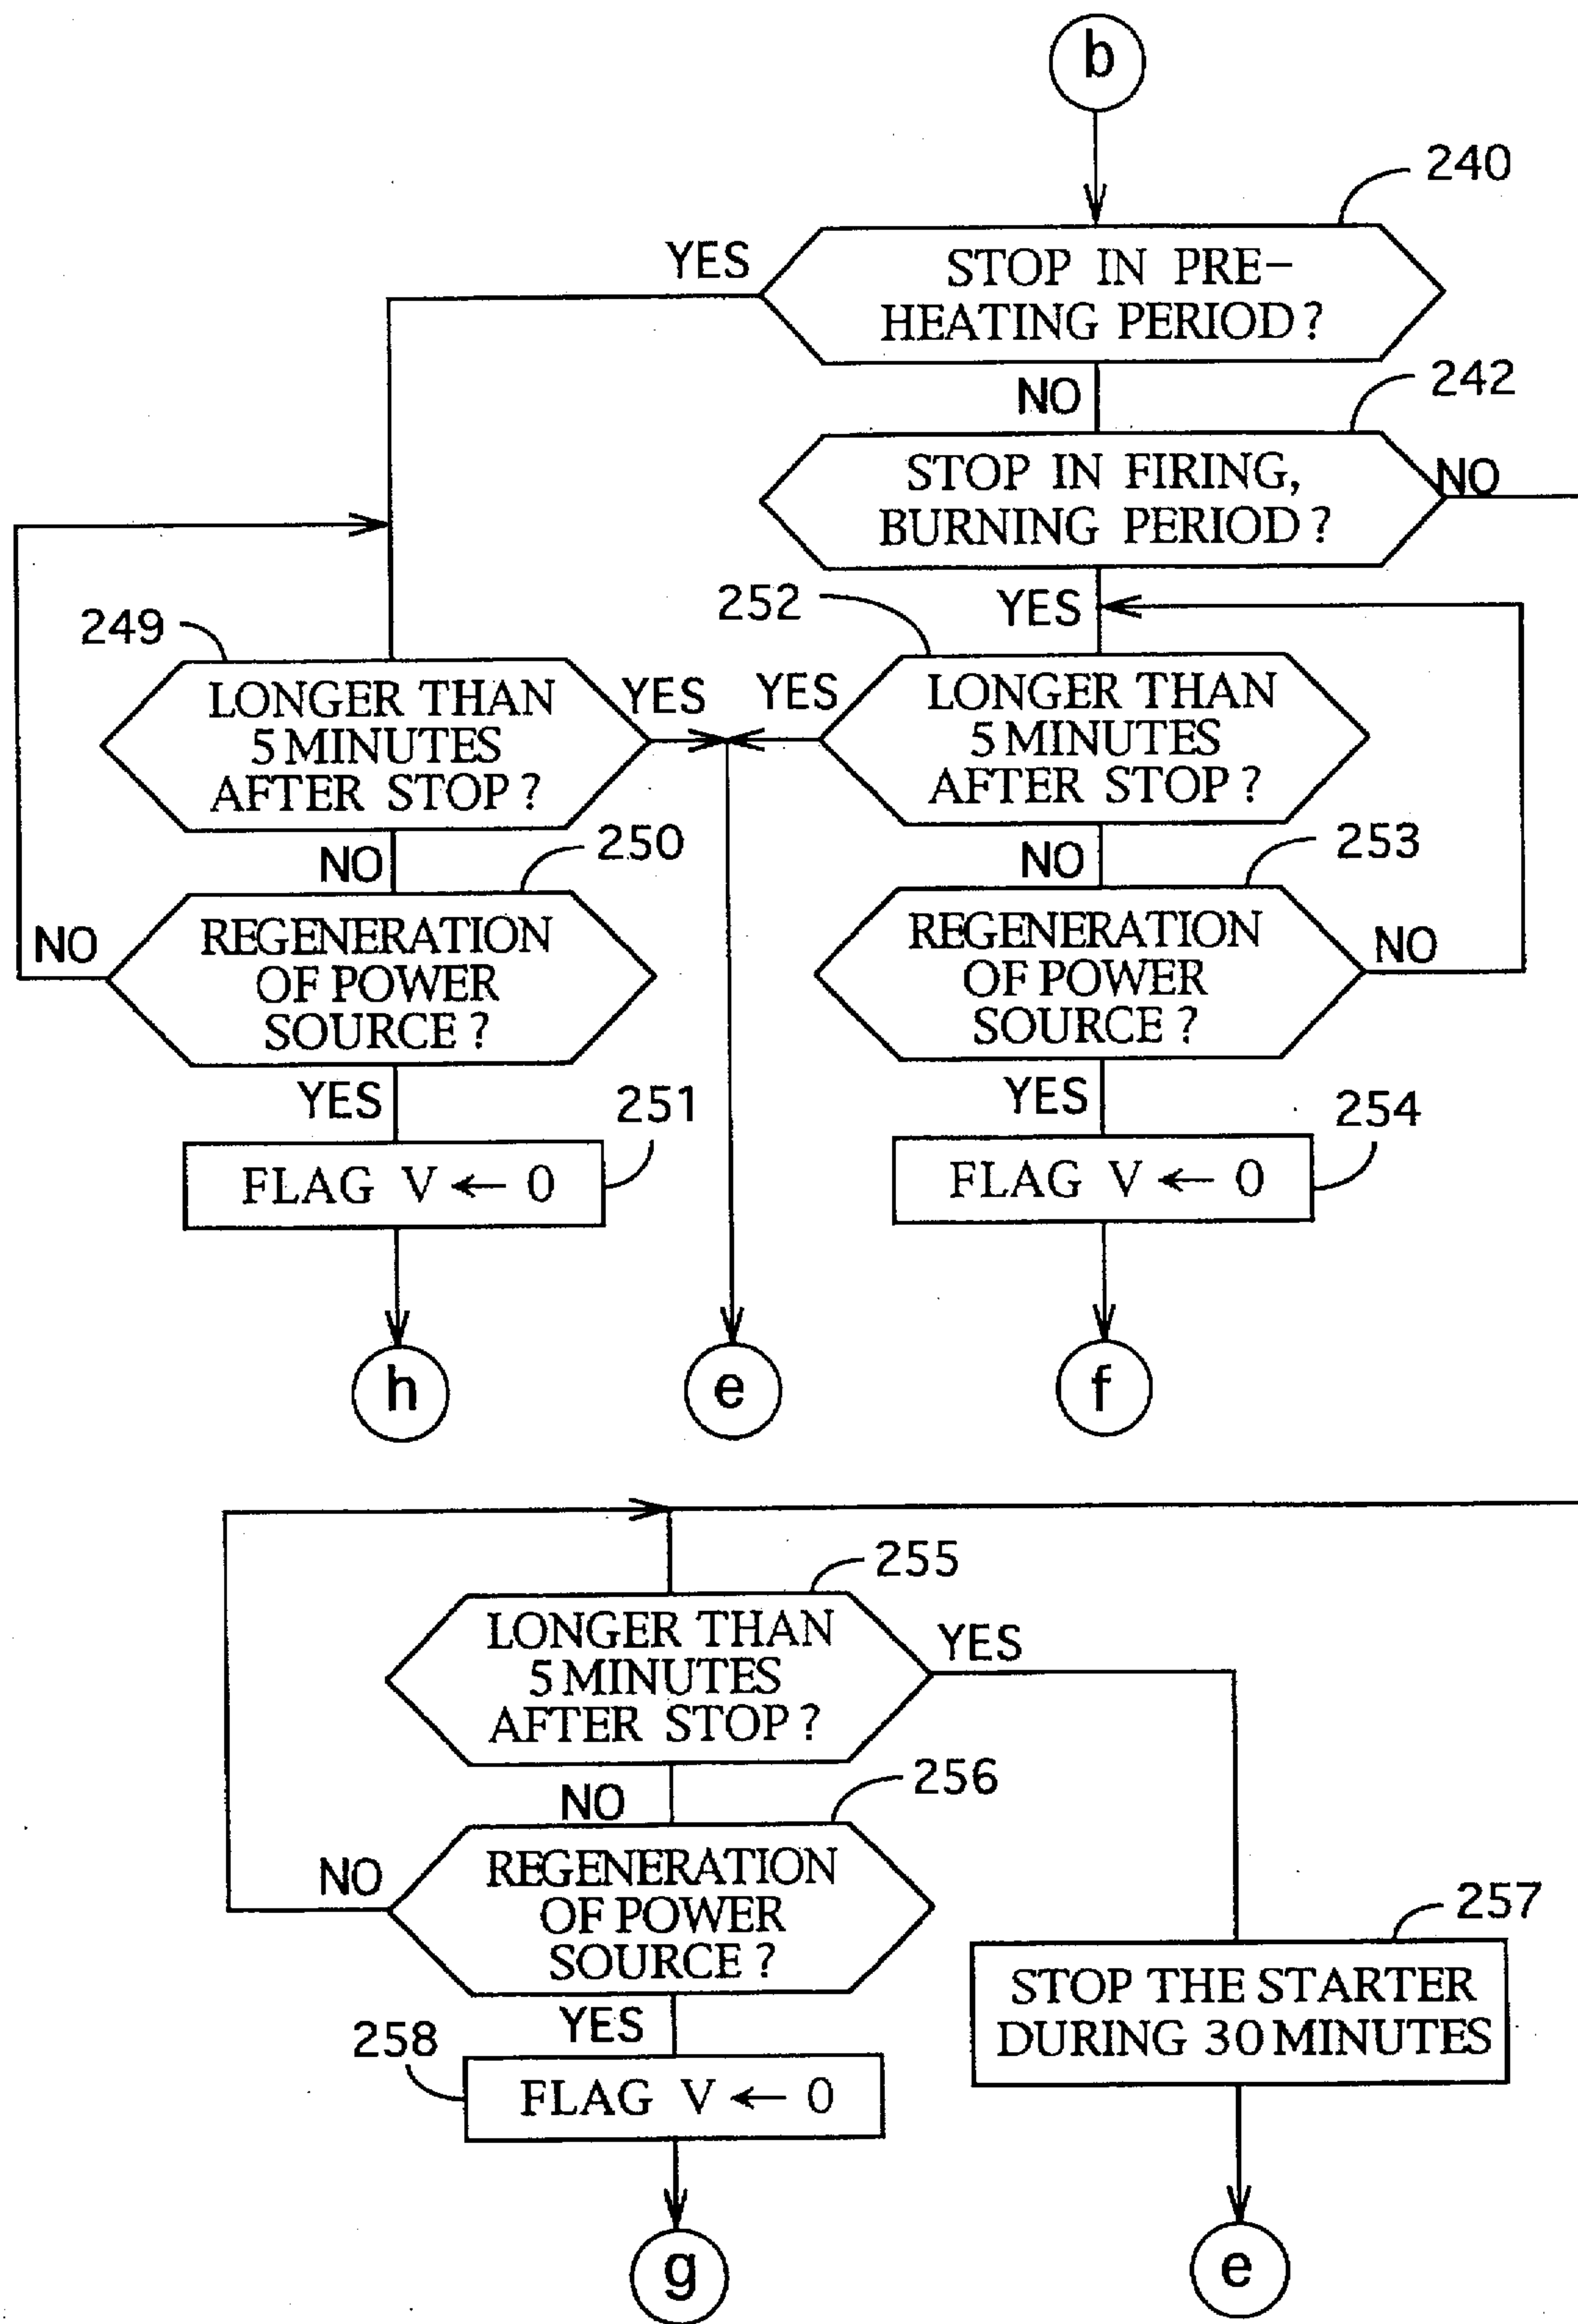 b
240
YES
STOP IN PRE-
HEATING PERIOD?
NO
242
STOP IN FIRING,
BURNING PERIOD?
NO
YES
249
LONGER THAN
5 MINUTES
AFTER STOP?
YES
252
YES
LONGER THAN
5 MINUTES
AFTER STOP?
NO
250
NO
REGENERATION
OF POWER
SOURCE?
NO
253
REGENERATION
OF POWER
SOURCE?
NO
YES
251
FLAG V ← 0
YES
254
FLAG V ← 0
h
e
f
255
LONGER THAN
5 MINUTES
AFTER STOP?
YES
NO
256
NO
REGENERATION
OF POWER
SOURCE?
257
STOP THE STARTER
DURING 30 MINUTES
YES
258
FLAG V ← 0
g
e